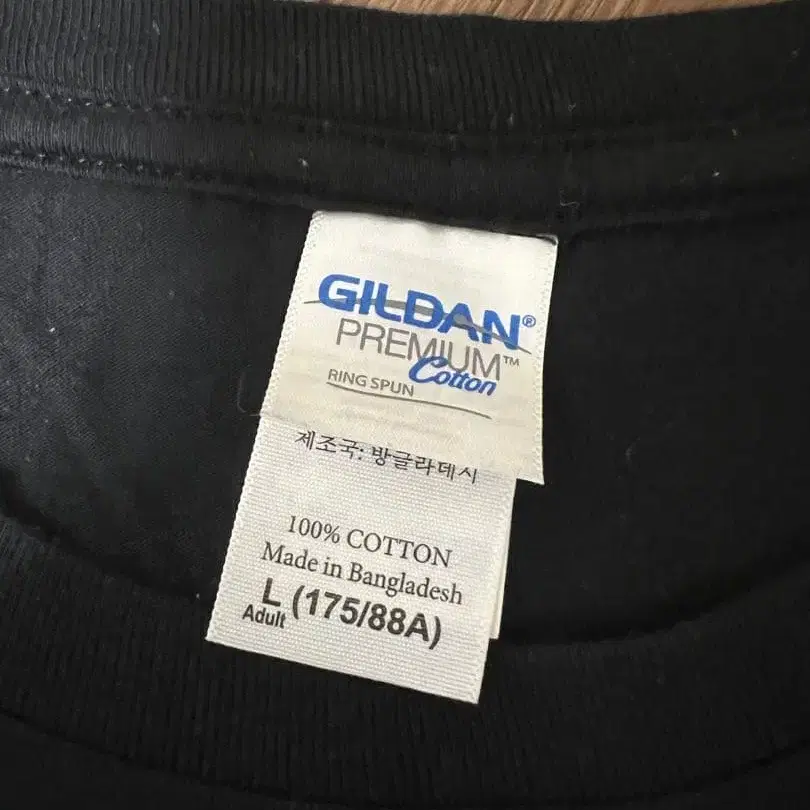 GILDAN®
PREMIUM™
Cotton
RING SPUN
제조국: 방글라데시
100% COTTON
Made in Bangladesh
L (175/88A)
Adult